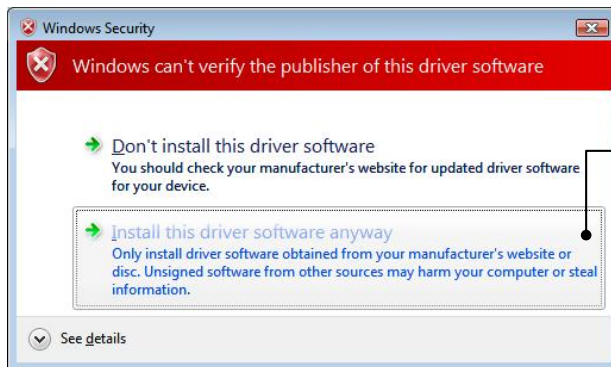 Windows Security
Windows can't verify the publisher of this driver software
Don't install this driver software
You should check your manufacturer's website for updated driver software
for your device.
Install this driver software anyway
Only install driver software obtained from your manufacturer's website or
disc. Unsigned software from other sources may harm your computer or steal
information.
See details